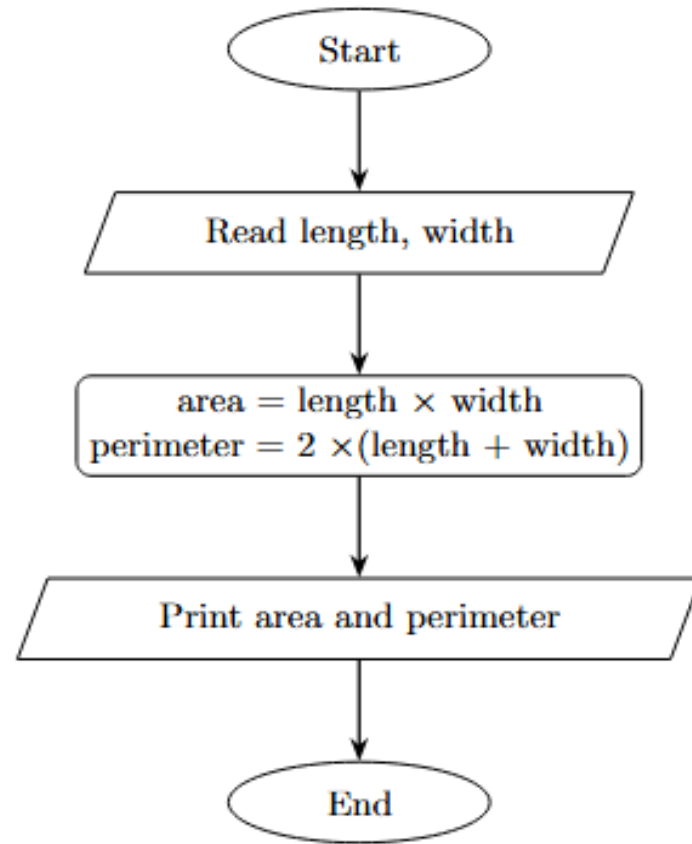 Start
Read length, width
area = length × width
perimeter = 2 ×(length + width)
Print area and perimeter
End